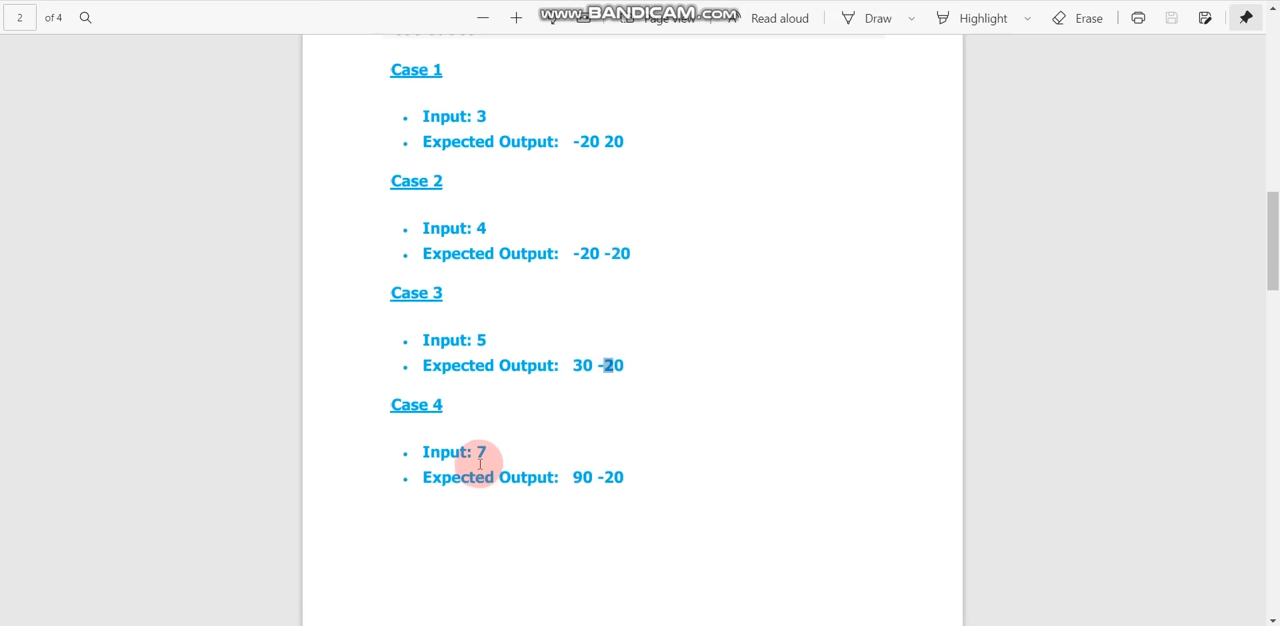 2 of 4 Page view Read aloud Draw Highlight Erase
www.BANDICAM.com
Case 1
• Input: 3
• Expected Output: -20 20
Case 2
• Input: 4
• Expected Output: -20 -20
Case 3
• Input: 5
• Expected Output: 30 -20
Case 4
• Input: 7
• Expected Output: 90 -20